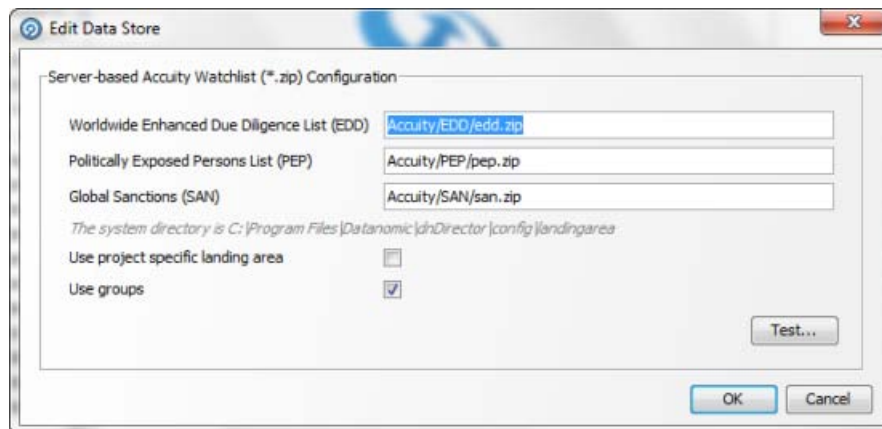 Edit Data Store
Server-based Accuity Watchlist (*.zip) Configuration
Worldwide Enhanced Due Diligence List (EDD) Accuity/EDD/edd.zip
Politically Exposed Persons List (PEP) Accuity/PEP/pep.zip
Global Sanctions (SAN) Accuity/SAN/san.zip
The system directory is C:\Program Files\Datanomic\dnDirector\config\landingarea
Use project specific landing area
Use groups
Test...
OK Cancel